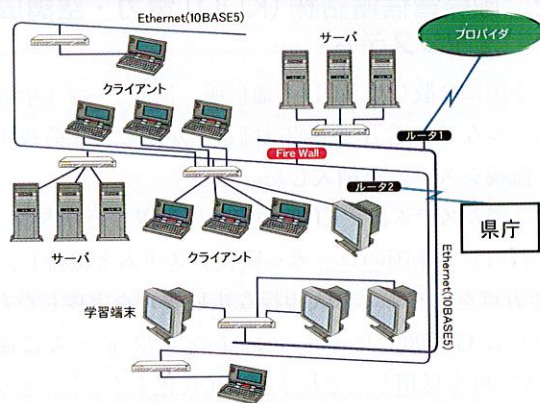 Ethernet(10BASE5)
サーバ
プロバイダ
クライアント
ルータ1
Fire Wall
ルータ2
県庁
サーバ
クライアント
Ethernet(10BASE5)
学習端末